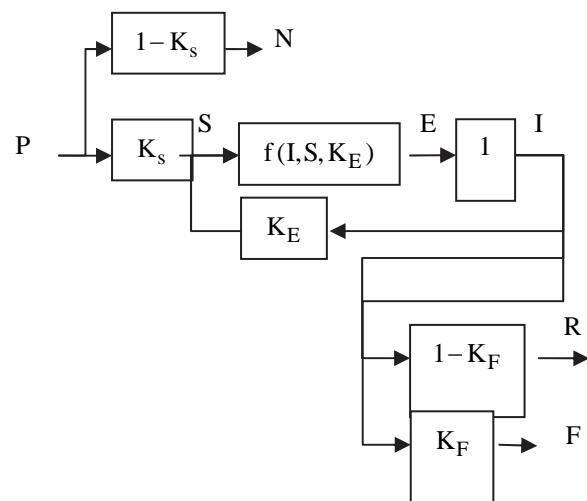 1 – K_s N
P K_s S f(I,S,K_E) E 1 I
K_E
R
1 – K_F
K_F F